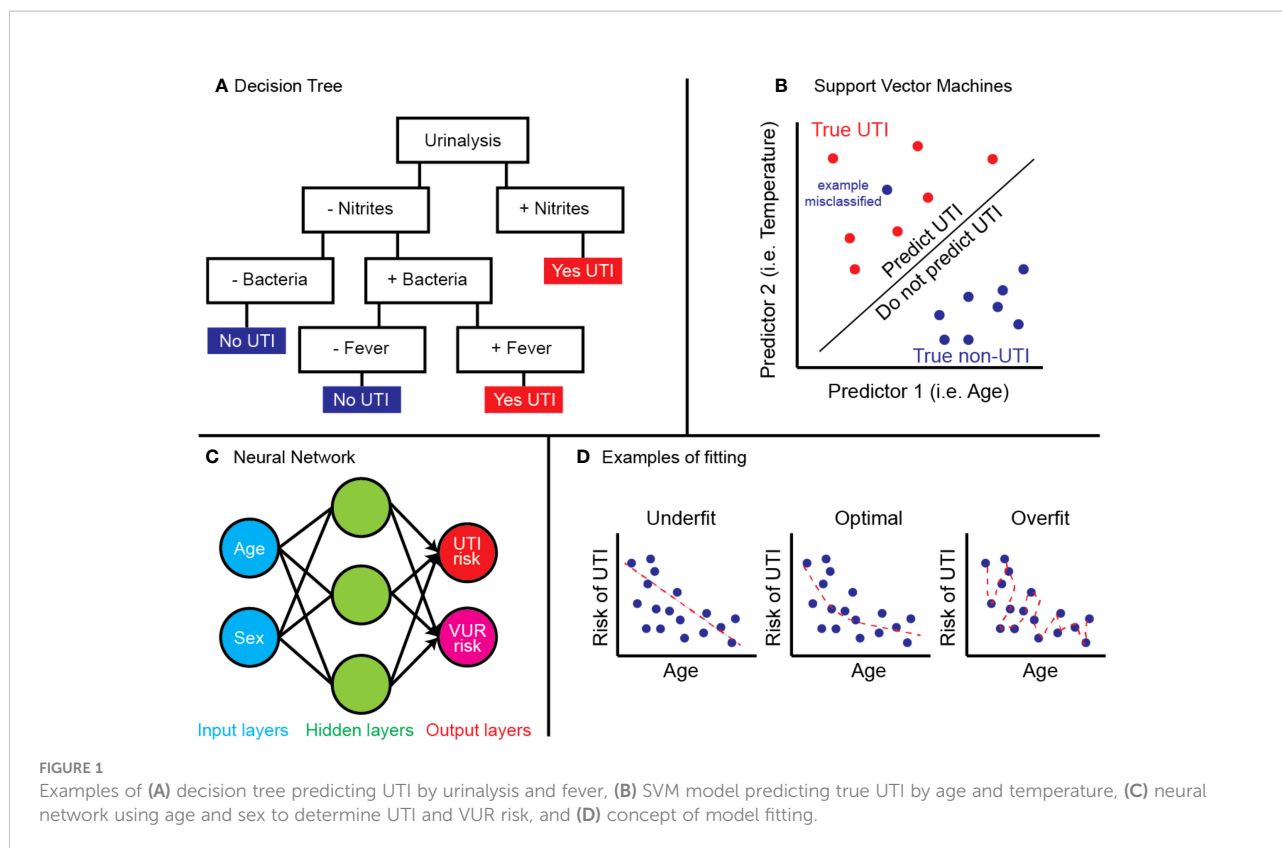 A Decision Tree
Urinalysis
- Nitrites
+ Nitrites
- Bacteria
+ Bacteria
Yes UTI
No UTI
- Fever
+ Fever
No UTI
Yes UTI
B Support Vector Machines
Predictor 2 (i.e. Temperature)
True UTI
example
misclassified
Predict UTI
Do not predict UTI
True non-UTI
Predictor 1 (i.e. Age)
C Neural Network
Age
Sex
UTI
risk
VUR
risk
Input layers
Hidden layers
Output layers
D Examples of fitting
Underfit
Risk of UTI
Age
Optimal
Risk of UTI
Age
Overfit
Risk of UTI
Age
FIGURE 1
Examples of (A) decision tree predicting UTI by urinalysis and fever, (B) SVM model predicting true UTI by age and temperature, (C) neural
network using age and sex to determine UTI and VUR risk, and (D) concept of model fitting.